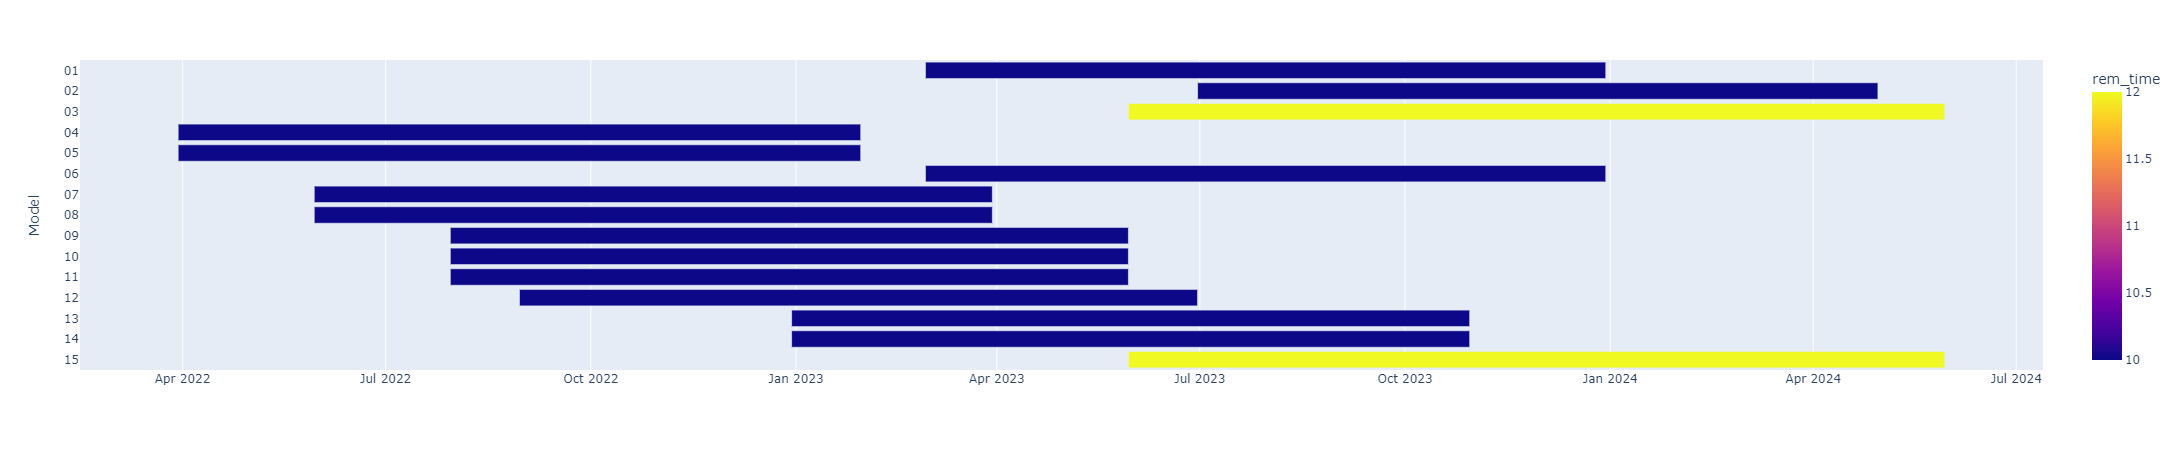 Model
01
02
03
04
05
06
07
08
09
10
11
12
13
14
15
Apr 2022
Jul 2022
Oct 2022
Jan 2023
Apr 2023
Jul 2023
Oct 2023
Jan 2024
Apr 2024
Jul 2024
rem_time
12
11.5
11
10.5
10